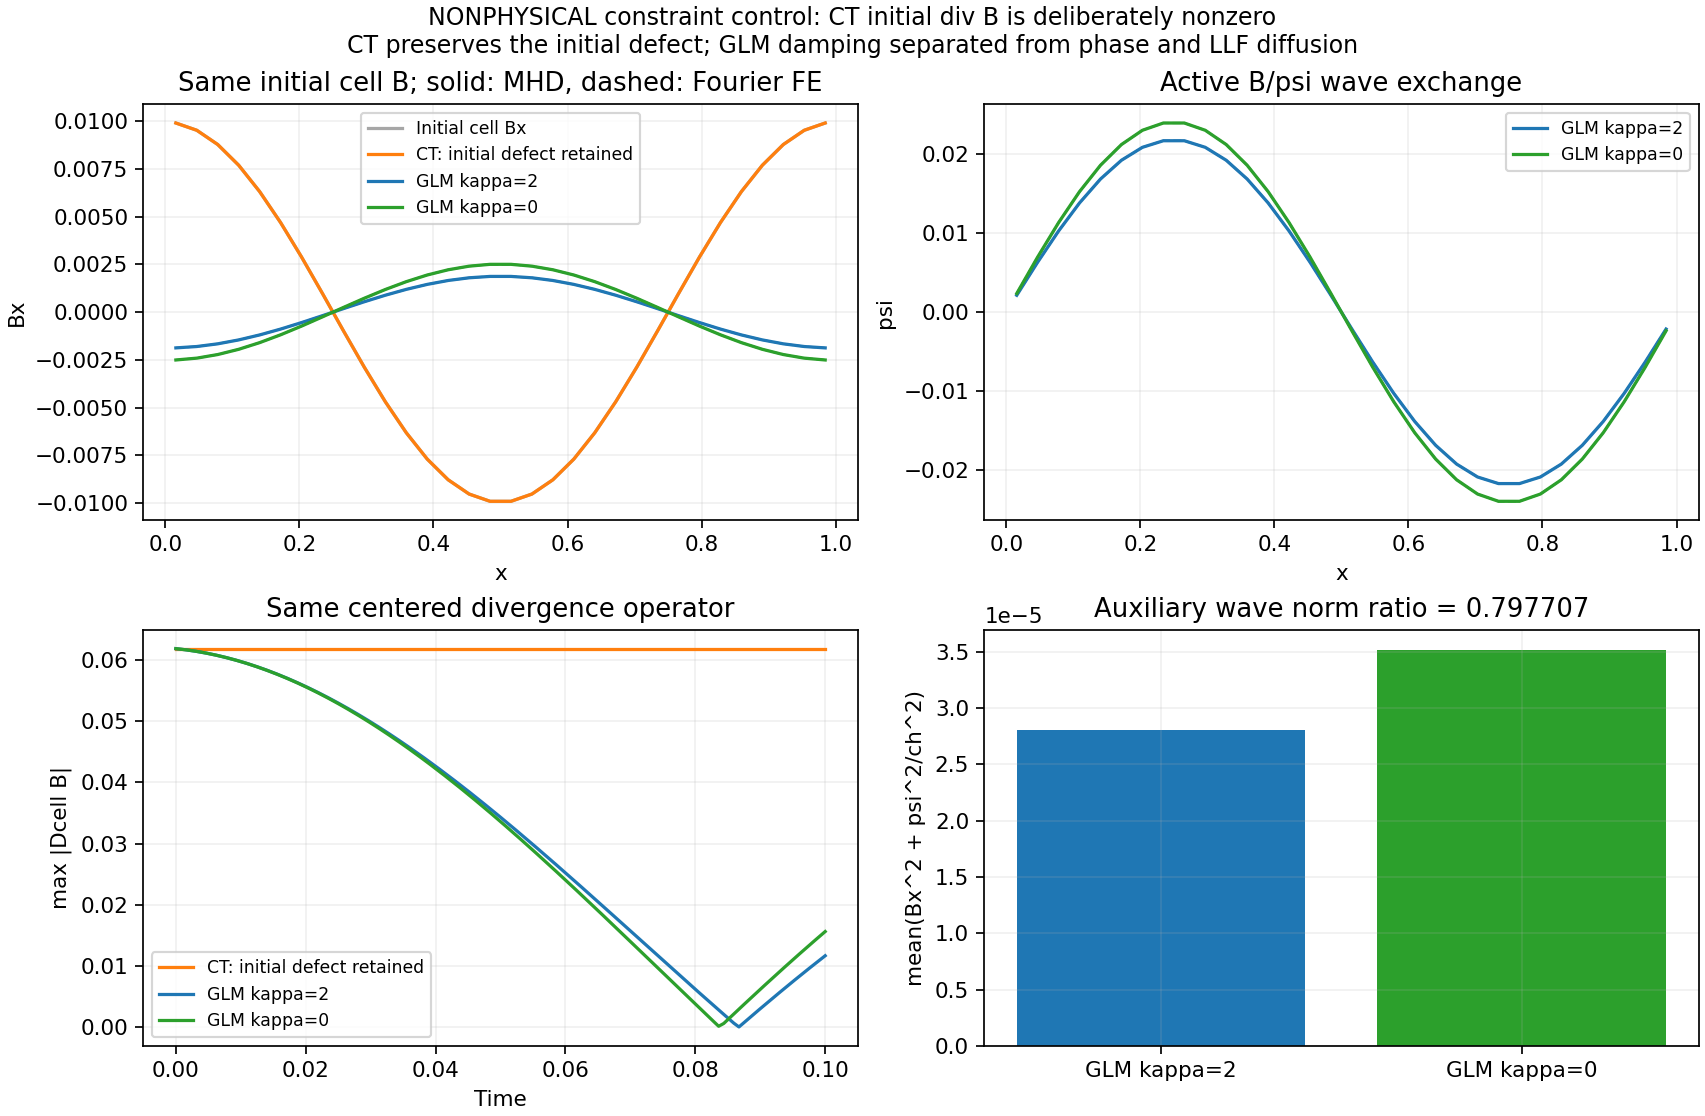 NONPHYSICAL constraint control: CT initial div B is deliberately nonzero
CT preserves the initial defect; GLM damping separated from phase and LLF diffusion
Same initial cell B; solid: MHD, dashed: Fourier FE
Initial cell Bx
CT: initial defect retained
GLM kappa=2
GLM kappa=0
0.0100
0.0075
0.0050
0.0025
0.0000
−0.0025
−0.0050
−0.0075
−0.0100
Bx
0.0
0.2
0.4
0.6
0.8
1.0
x
Active B/psi wave exchange
GLM kappa=2
GLM kappa=0
0.02
0.01
0.00
−0.01
−0.02
psi
0.0
0.2
0.4
0.6
0.8
1.0
x
Same centered divergence operator
0.06
0.05
0.04
0.03
0.02
0.01
0.00
max |Dcell B|
CT: initial defect retained
GLM kappa=2
GLM kappa=0
0.00
0.02
0.04
0.06
0.08
0.10
Time
Auxiliary wave norm ratio = 0.797707
1e−5
3.5
3.0
2.5
2.0
1.5
1.0
0.5
0.0
mean(Bx^2 + psi^2/ch^2)
GLM kappa=2
GLM kappa=0